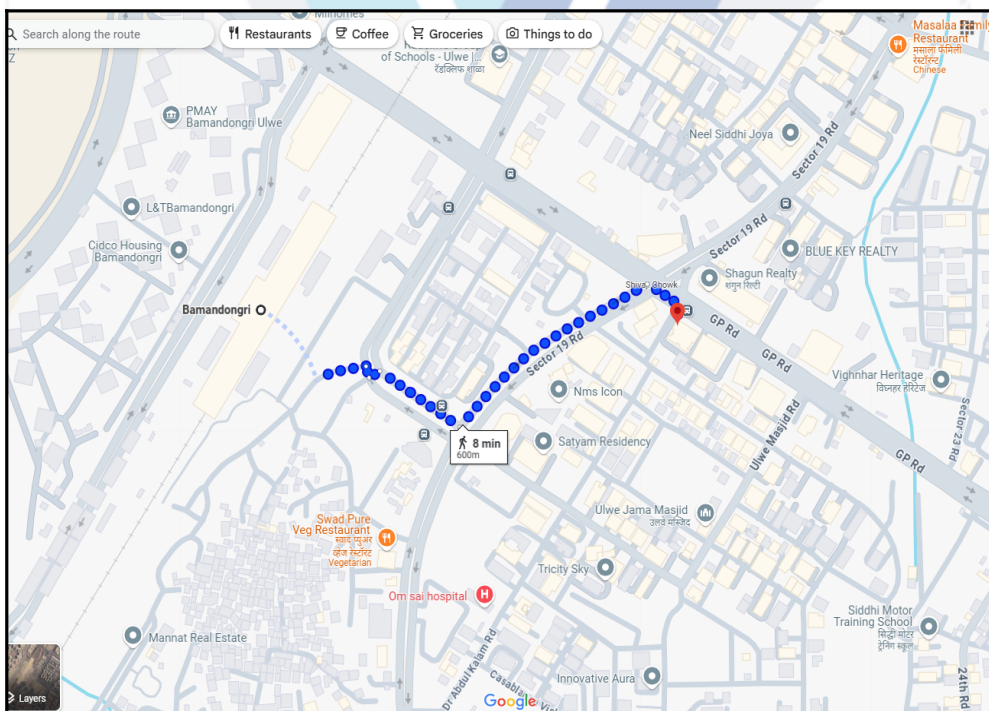 Milhomes
Search along the route
Restaurants
Coffee
Groceries
Things to do
of Schools - Ulwe |...
रॅडक्लिफ शाळा
Masalaa Family
Restaurant
मसाला फॅमिली
रेस्टॉरन्ट
Chinese
PMAY
Bamandongri Ulwe
Neel Siddhi Joya
Sector 19 Rd
L&TBamandongri
Cidco Housing
Bamandongri
Sector 19 Rd
BLUE KEY REALTY
Shagun Realty
शगुन रिल्टी
Bamandongri
GP Rd
Sector 19 Rd
GP Rd
Nms Icon
Vighnhar Heritage
विघ्नहर हेरिटेज
8 min
600m
Satyam Residency
Ulwe Masjid Rd
Sector 23 Rd
GP Rd
Swad Pure
Veg Restaurant
स्वाद प्युअर
व्हेज रेस्टॉरंट
Vegetarian
Ulwe Jama Masjid
उलवे मस्जिद
Tricity Sky
Om sai hospital
Siddhi Motor
Training School
सिद्धी मोटर
ट्रेनिंग स्कूल
Mannat Real Estate
Dr Abdul Kalam Rd
Innovative Aura
24th Rd
Layers
Google